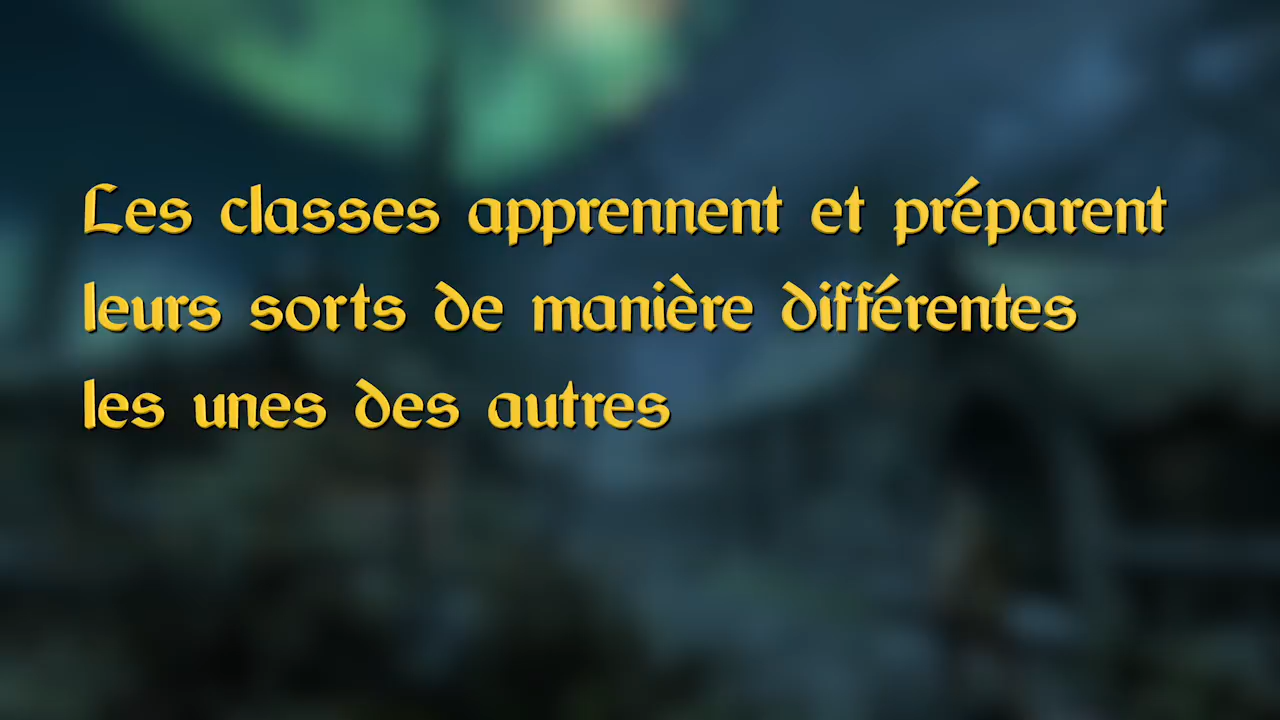 Les classes apprennent et préparent
leurs sorts de manière différentes
les unes des autres